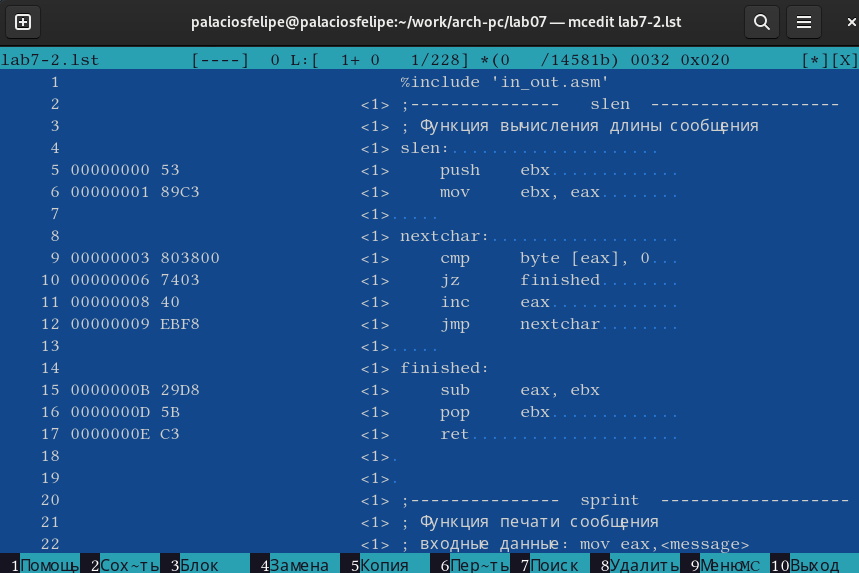 palaciosfelipe@palaciosfelipe:~/work/arch-pc/lab07 — mcedit lab7-2.lst
lab7-2.lst [----] 0 L:[ 1+ 0 1/228] *(0 /14581b) 0032 0x020 [*][X]
1 %include 'in_out.asm'
2 <1> ;--------------- slen -------------------
3 <1> ; Функция вычисления длины сообщения
4 <1> slen:.....................
5 00000000 53 <1> push ebx.............
6 00000001 89C3 <1> mov ebx, eax........
7 <1>.....
8 <1> nextchar:...................
9 00000003 803800 <1> cmp byte [eax], 0...
10 00000006 7403 <1> jz finished........
11 00000008 40 <1> inc eax.............
12 00000009 EBF8 <1> jmp nextchar........
13 <1>.....
14 <1> finished:
15 0000000B 29D8 <1> sub eax, ebx
16 0000000D 5B <1> pop ebx.............
17 0000000E C3 <1> ret.....................
18 <1>.
19 <1>.
20 <1> ;--------------- sprint -------------------
21 <1> ; Функция печати сообщения
22 <1> ; входные данные: mov eax,<message>
1Помощь 2Сох~ть 3Блок 4Замена 5Копия 6Пер~ть 7Поиск 8Удалить 9МенюMC 10Выход